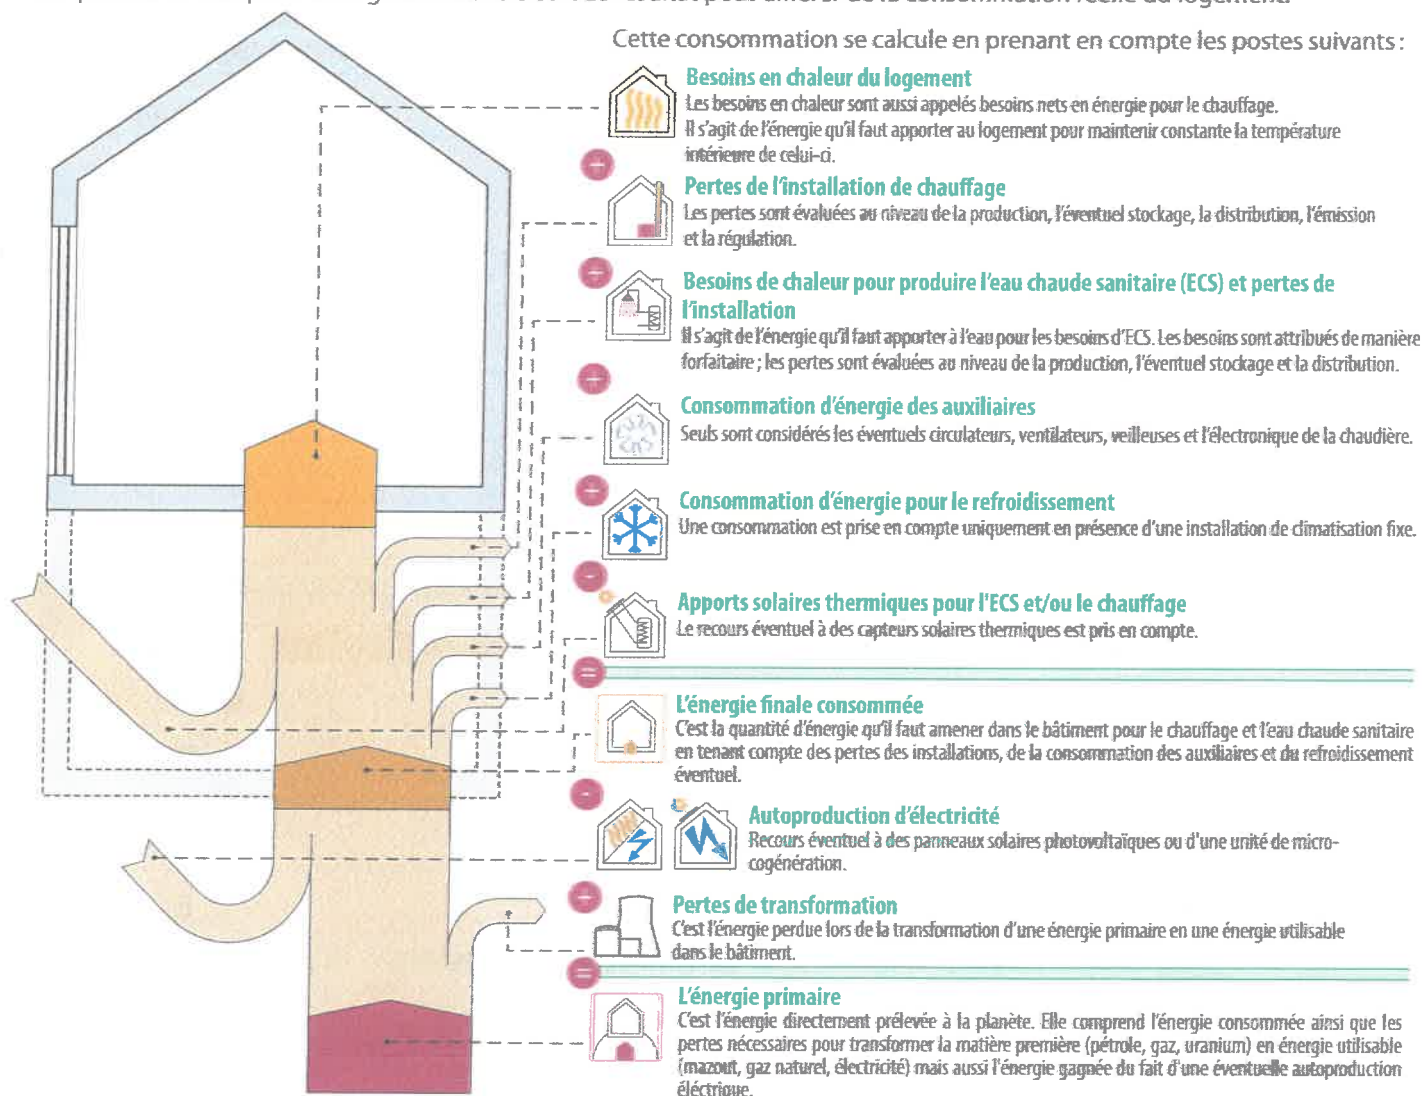 Cette consommation se calcule en prenant en compte les postes suivants :
Besoins en chaleur du logement
Les besoins en chaleur sont aussi appelés besoins nets en énergie pour le chauffage.
Il s'agit de l'énergie qu'il faut apporter au logement pour maintenir constante la température
intérieure de celui-ci.
+
Pertes de l'installation de chauffage
Les pertes sont évaluées au niveau de la production, l'éventuel stockage, la distribution, l'émission
et la régulation.
+
Besoins de chaleur pour produire l'eau chaude sanitaire (ECS) et pertes de
l'installation
Il s'agit de l'énergie qu'il faut apporter à l'eau pour les besoins d'ECS. Les besoins sont attribués de manière
forfaitaire ; les pertes sont évaluées au niveau de la production, l'éventuel stockage et la distribution.
+
Consommation d'énergie des auxiliaires
Seuls sont considérés les éventuels circulateurs, ventilateurs, veilleuses et l'électronique de la chaudière.
+
Consommation d'énergie pour le refroidissement
Une consommation est prise en compte uniquement en présence d'une installation de climatisation fixe.
-
Apports solaires thermiques pour l'ECS et/ou le chauffage
Le recours éventuel à des capteurs solaires thermiques est pris en compte.
=
L'énergie finale consommée
C'est la quantité d'énergie qu'il faut amener dans le bâtiment pour le chauffage et l'eau chaude sanitaire
en tenant compte des pertes des installations, de la consommation des auxiliaires et du refroidissement
éventuel.
-
Autoproduction d'électricité
Recours éventuel à des panneaux solaires photovoltaïques ou d'une unité de micro-
cogénération.
+
Pertes de transformation
C'est l'énergie perdue lors de la transformation d'une énergie primaire en une énergie utilisable
dans le bâtiment.
=
L'énergie primaire
C'est l'énergie directement prélevée à la planète. Elle comprend l'énergie consommée ainsi que les
pertes nécessaires pour transformer la matière première (pétrole, gaz, uranium) en énergie utilisable
(mazout, gaz naturel, électricité) mais aussi l'énergie gagnée du fait d'une éventuelle autoproduction
électrique.